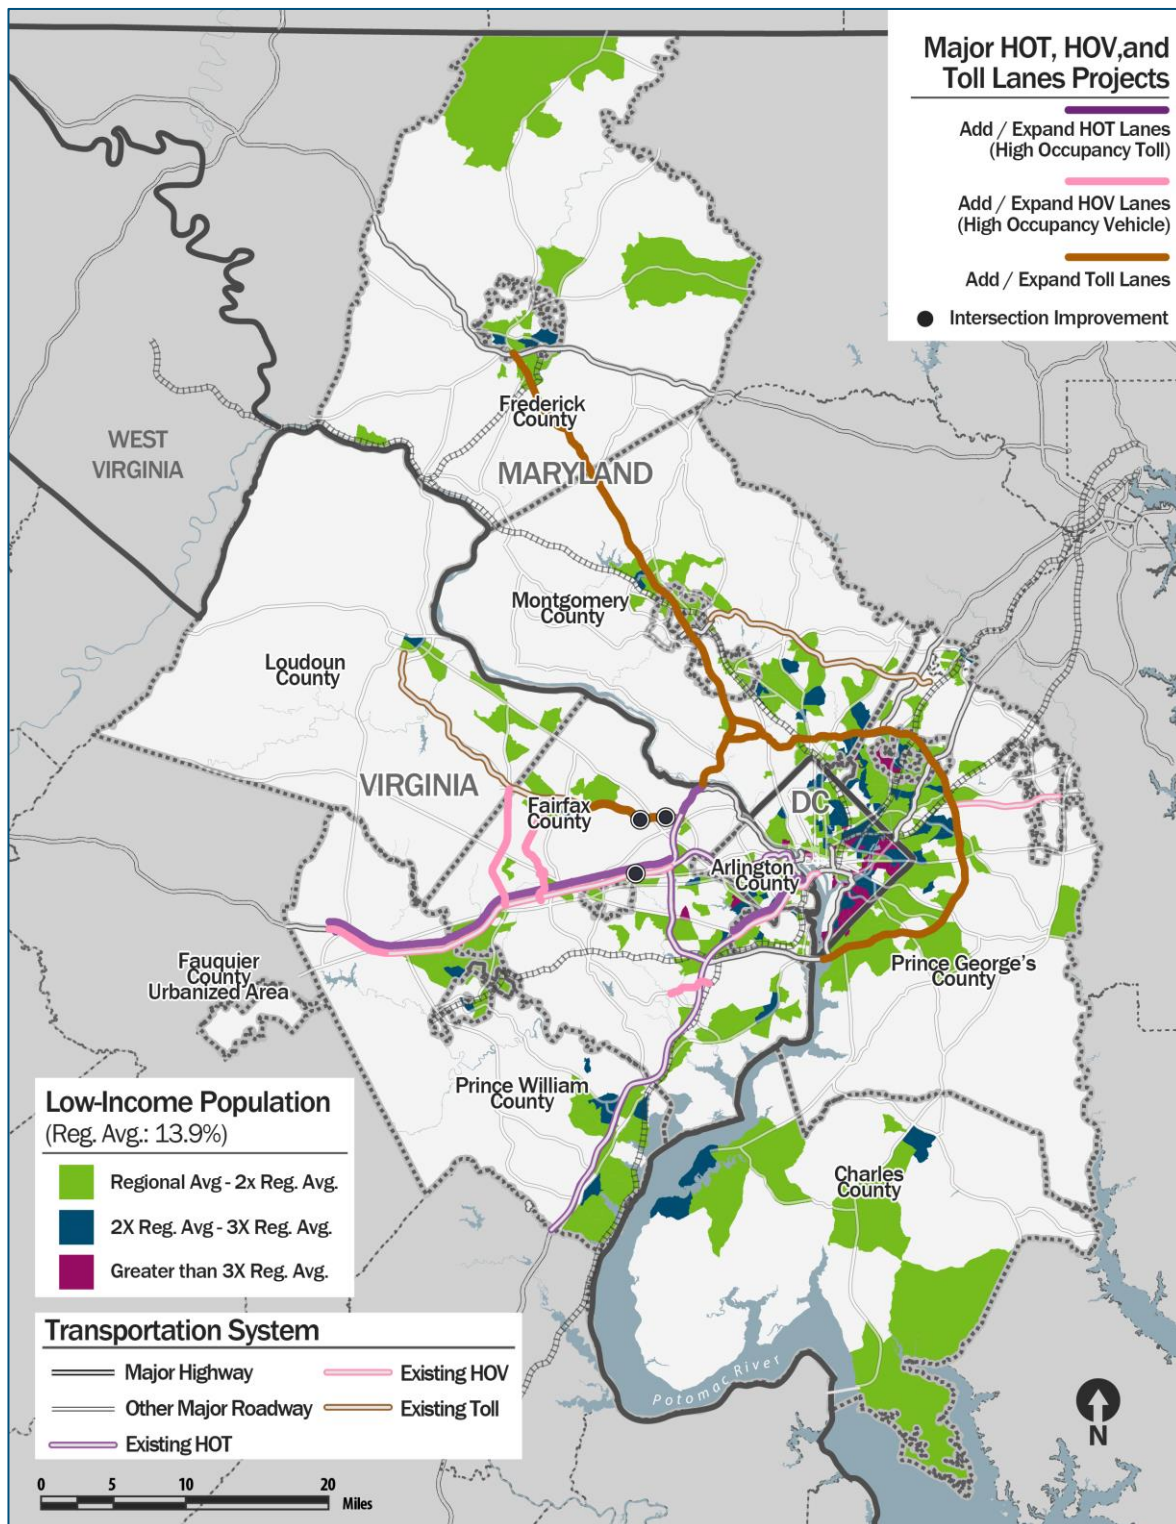 Major HOT, HOV,and
Toll Lanes Projects
Add / Expand HOT Lanes
(High Occupancy Toll)
Add / Expand HOV Lanes
(High Occupancy Vehicle)
Add / Expand Toll Lanes
Intersection Improvement
WEST
VIRGINIA
Frederick
County
MARYLAND
Montgomery
County
Loudoun
County
VIRGINIA
Fairfax
County
DC
Arlington
County
Prince George's
County
Fauquier
County
Urbanized Area
Prince William
County
Charles
County
Potomac River
Low-Income Population
(Reg. Avg.: 13.9%)
Regional Avg - 2x Reg. Avg.
2X Reg. Avg - 3X Reg. Avg.
Greater than 3X Reg. Avg.
Transportation System
Major Highway
Existing HOV
Other Major Roadway
Existing Toll
Existing HOT
N
0 5 10 20
Miles